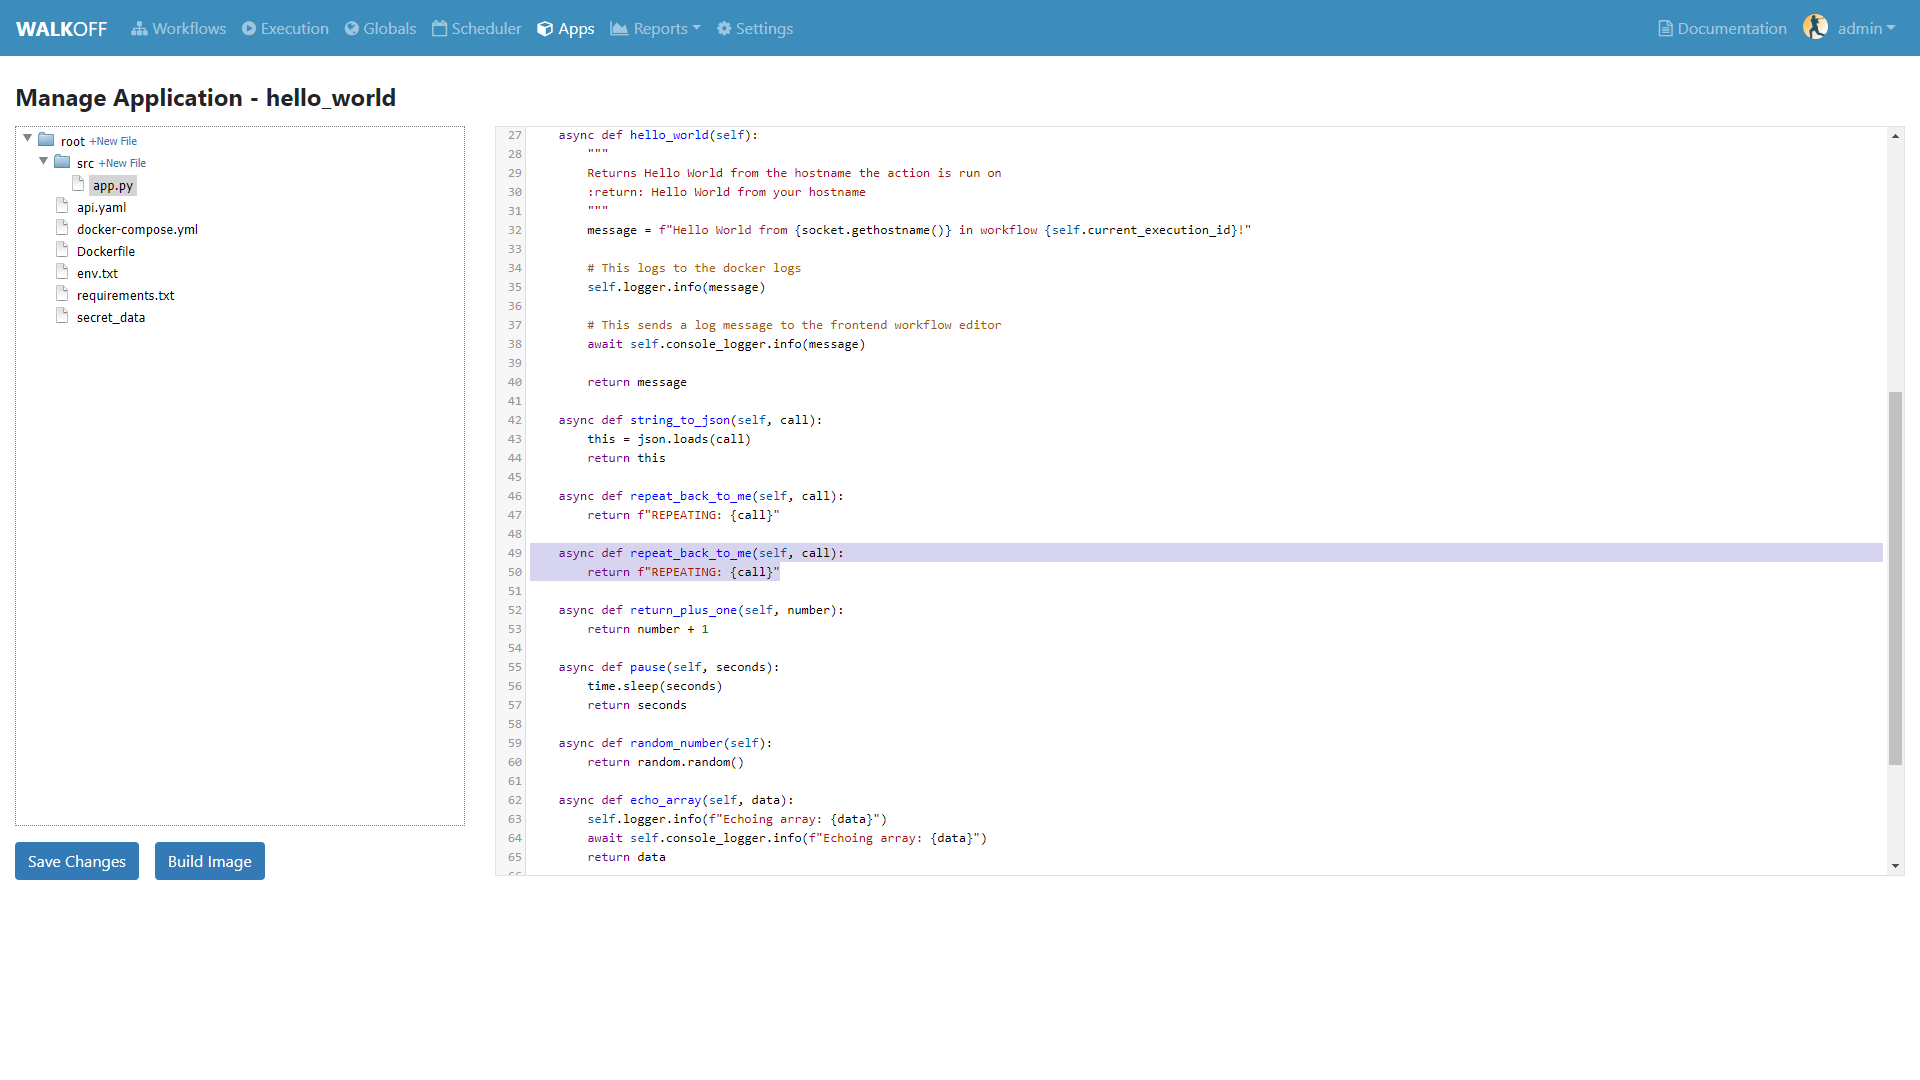 WALKOFF Workflows Execution Globals Scheduler Apps Reports Settings Documentation admin
Manage Application - hello_world
root +New File
src +New File
app.py
api.yaml
docker-compose.yml
Dockerfile
env.txt
requirements.txt
secret_data
Save Changes Build Image
27 async def hello_world(self):
28 """
29 Returns Hello World from the hostname the action is run on
30 :return: Hello World from your hostname
31 """
32 message = f"Hello World from {socket.gethostname()} in workflow {self.current_execution_id}!"
33
34 # This logs to the docker logs
35 self.logger.info(message)
36
37 # This sends a log message to the frontend workflow editor
38 await self.console_logger.info(message)
39
40 return message
41
42 async def string_to_json(self, call):
43 this = json.loads(call)
44 return this
45
46 async def repeat_back_to_me(self, call):
47 return f"REPEATING: {call}"
48
49 async def repeat_back_to_me(self, call):
50 return f"REPEATING: {call}"
51
52 async def return_plus_one(self, number):
53 return number + 1
54
55 async def pause(self, seconds):
56 time.sleep(seconds)
57 return seconds
58
59 async def random_number(self):
60 return random.random()
61
62 async def echo_array(self, data):
63 self.logger.info(f"Echoing array: {data}")
64 await self.console_logger.info(f"Echoing array: {data}")
65 return data